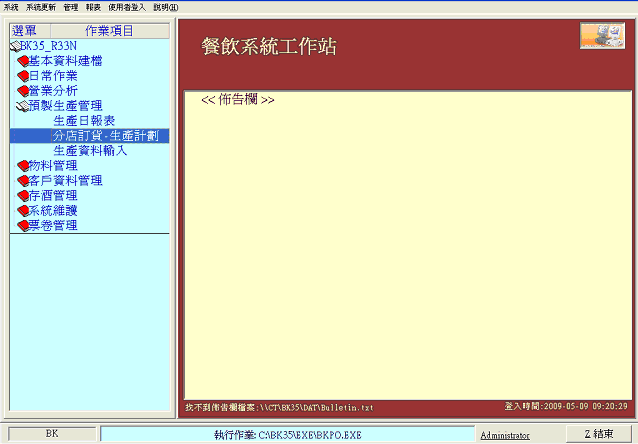 系統 系統更新 管理 報表 使用者登入 說明(H)
選單 作業項目
BK35_R33N
基本資料建檔
日常作業
營業分析
預製生產管理
生產日報表
分店訂貨-生產計劃
生產資料輸入
物料管理
客戶資料管理
存酒管理
系統維護
票卷管理
餐飲系統工作站
<< 佈告欄 >>
找不到佈告欄檔案:\\CT\BK35\DAT\Bulletin.txt
登入時間:2009-05-09 09:20:29
BK
執行作業: C:\BK35\EXE\BKPO.EXE
Administrator
Z 結束